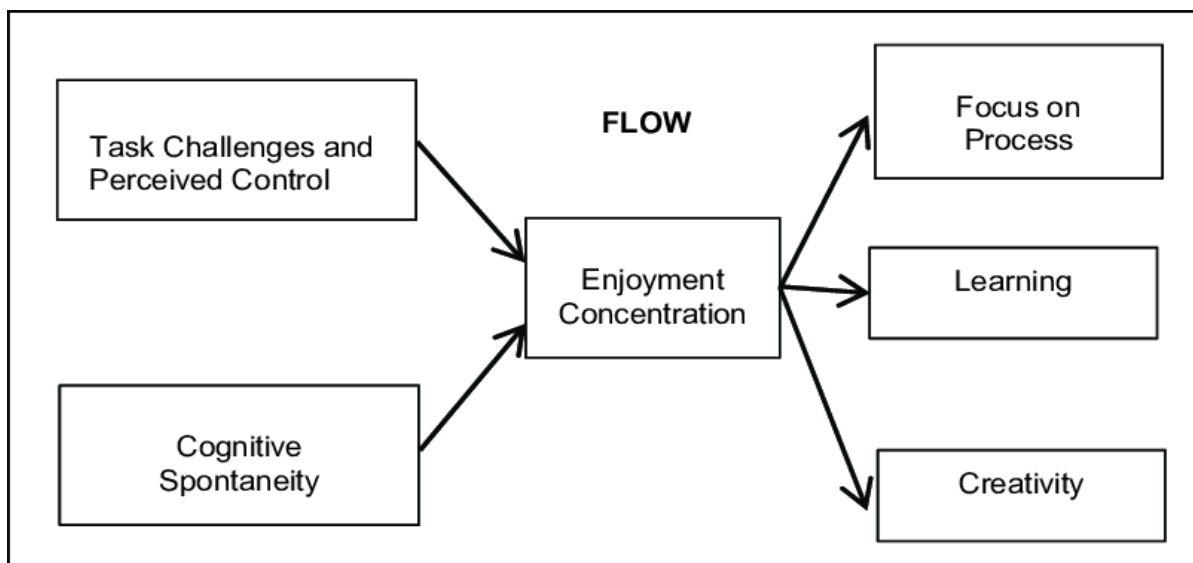 Task Challenges and
Perceived Control
Cognitive
Spontaneity
FLOW
Enjoyment
Concentration
Focus on
Process
Learning
Creativity